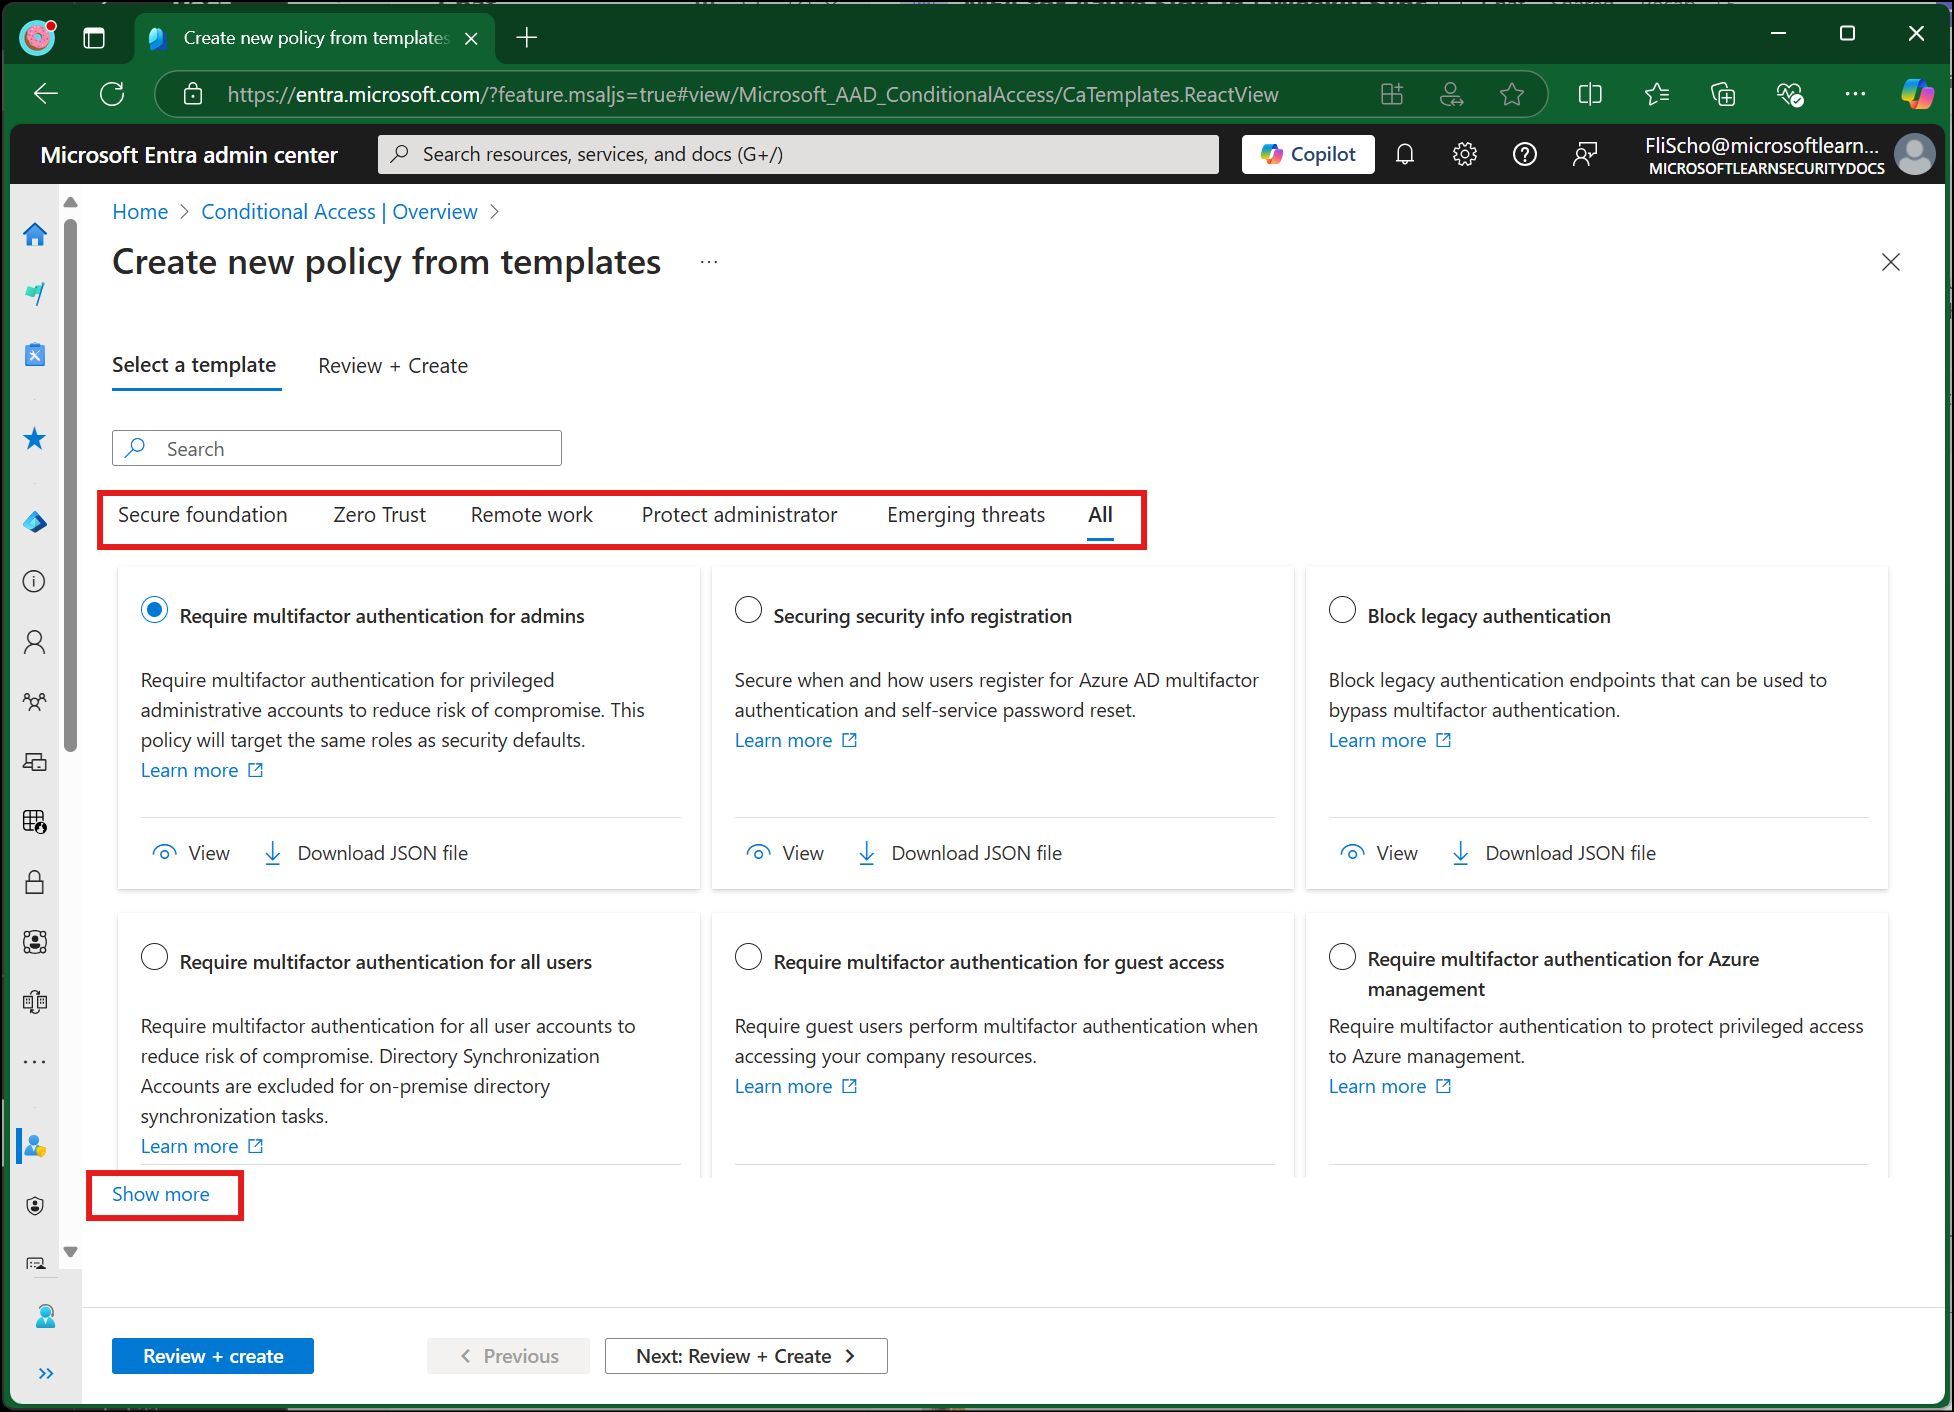 Create new policy from templates
https://entra.microsoft.com/?feature.msaljs=true#view/Microsoft_AAD_ConditionalAccess/CaTemplates.ReactView
Microsoft Entra admin center
Search resources, services, and docs (G+/)
Copilot
FliScho@microsoftlearn...
MICROSOFTLEARNSECURITYDOCS
Home > Conditional Access | Overview >
Create new policy from templates ...
Select a template Review + Create
Search
Secure foundation Zero Trust Remote work Protect administrator Emerging threats All
Require multifactor authentication for admins
Require multifactor authentication for privileged
administrative accounts to reduce risk of compromise. This
policy will target the same roles as security defaults.
Learn more
View Download JSON file
Securing security info registration
Secure when and how users register for Azure AD multifactor
authentication and self-service password reset.
Learn more
View Download JSON file
Block legacy authentication
Block legacy authentication endpoints that can be used to
bypass multifactor authentication.
Learn more
View Download JSON file
Require multifactor authentication for all users
Require multifactor authentication for all user accounts to
reduce risk of compromise. Directory Synchronization
Accounts are excluded for on-premise directory
synchronization tasks.
Learn more
Require multifactor authentication for guest access
Require guest users perform multifactor authentication when
accessing your company resources.
Learn more
Require multifactor authentication for Azure
management
Require multifactor authentication to protect privileged access
to Azure management.
Learn more
Show more
Review + create
Previous
Next: Review + Create